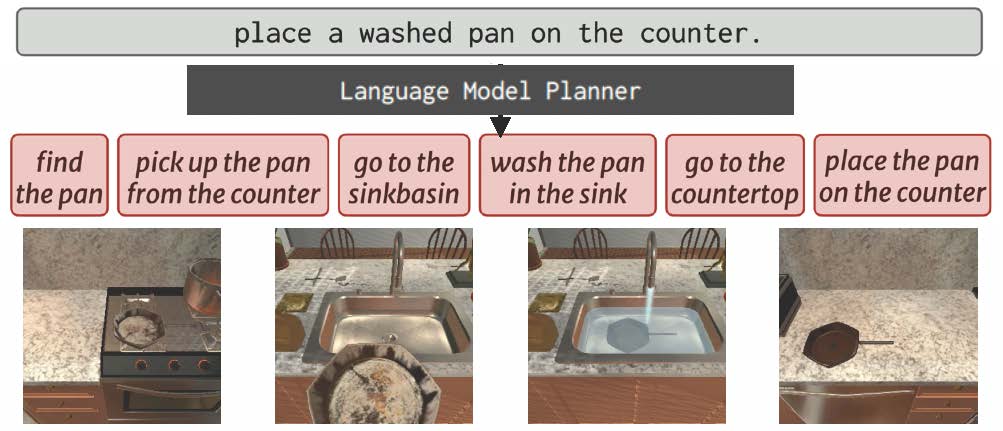 place a washed pan on the counter.
Language Model Planner
find
the pan
pick up the pan
from the counter
go to the
sinkbasin
wash the pan
in the sink
go to the
countertop
place the pan
on the counter